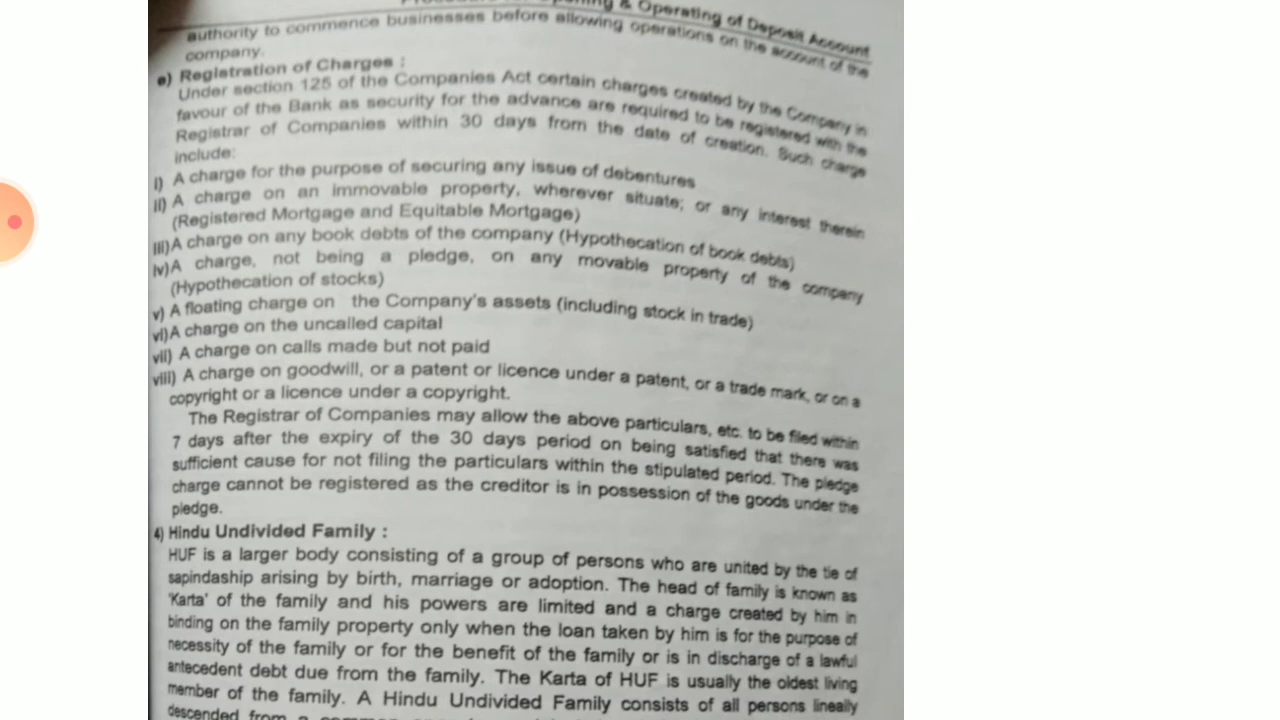 & Operating of Deposit Account
authority to commence businesses before allowing operations on the account of the
company.
e) Registration of Charges :
Under section 125 of the Companies Act certain charges created by the Company in
favour of the Bank as security for the advance are required to be registered with the
Registrar of Companies within 30 days from the date of creation. Such charge
include:
i) A charge for the purpose of securing any issue of debentures
ii) A charge on an immovable property, wherever situate; or any interest therein
(Registered Mortgage and Equitable Mortgage)
iii)A charge on any book debts of the company (Hypothecation of book debts)
iv)A charge, not being a pledge, on any movable property of the company
(Hypothecation of stocks)
v) A floating charge on the Company's assets (including stock in trade)
vi)A charge on the uncalled capital
vii) A charge on calls made but not paid
viii) A charge on goodwill, or a patent or licence under a patent, or a trade mark, or on a
copyright or a licence under a copyright.
The Registrar of Companies may allow the above particulars, etc. to be filed within
7 days after the expiry of the 30 days period on being satisfied that there was
sufficient cause for not filing the particulars within the stipulated period. The pledge
charge cannot be registered as the creditor is in possession of the goods under the
pledge.
4) Hindu Undivided Family :
HUF is a larger body consisting of a group of persons who are united by the tie of
sapindaship arising by birth, marriage or adoption. The head of family is known as
'Karta' of the family and his powers are limited and a charge created by him in
binding on the family property only when the loan taken by him is for the purpose of
necessity of the family or for the benefit of the family or is in discharge of a lawful
antecedent debt due from the family. The Karta of HUF is usually the oldest living
member of the family. A Hindu Undivided Family consists of all persons lineally
descended from a common